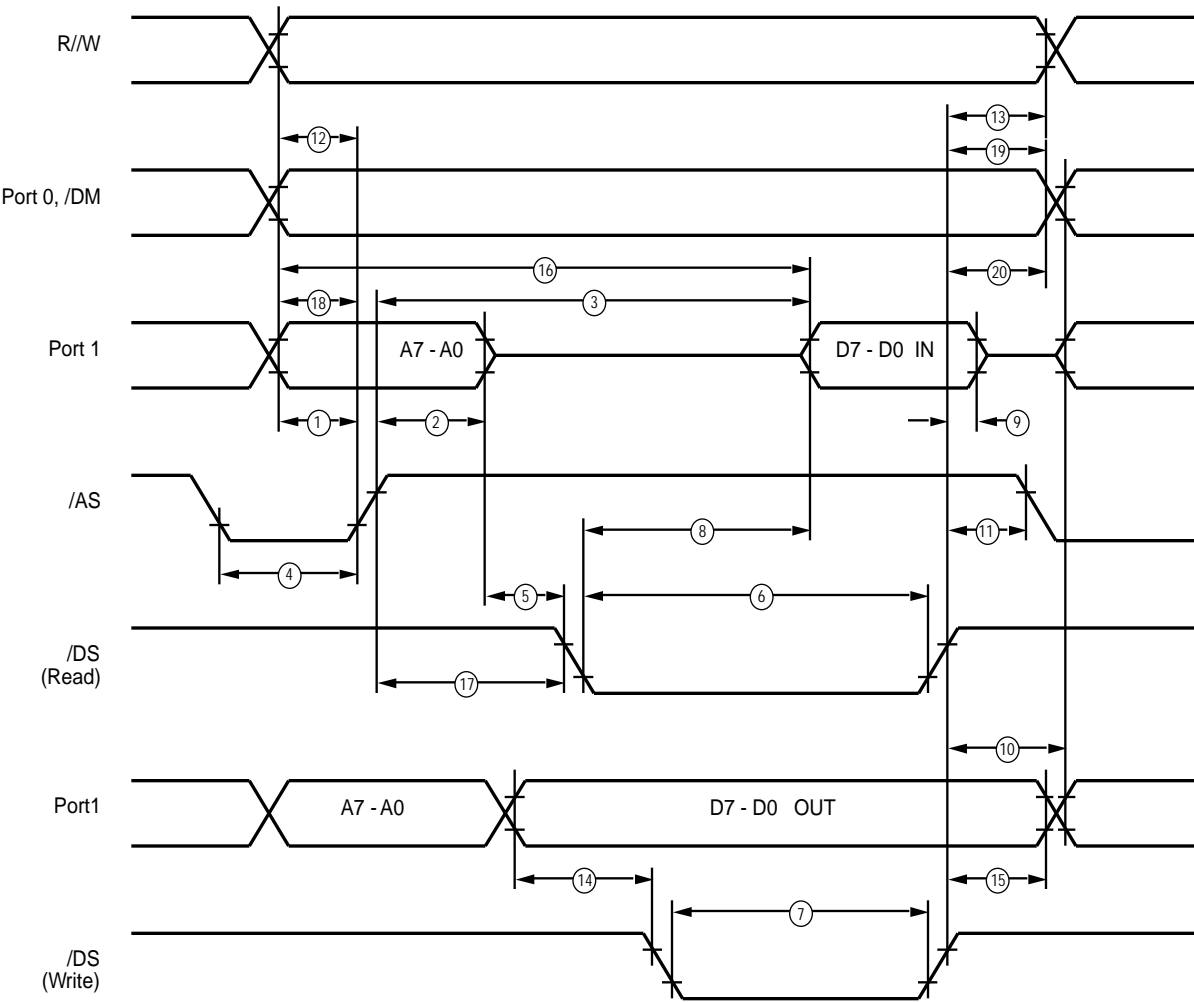 R//W
13
12
19
Port 0, /DM
16
20
18
3
Port 1
A7 - A0
D7 - D0 IN
1
2
9
/AS
8
11
4
5
6
/DS
(Read)
17
10
Port1
A7 - A0
D7 - D0 OUT
14
15
7
/DS
(Write)